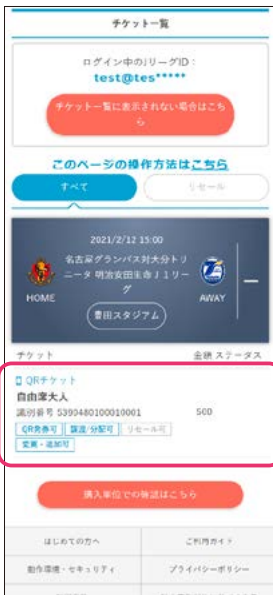 チケット一覧
ログイン中のJリーグID：
test@tes*****
チケット一覧に表示されない場合はこち
ら
このページの操作方法はこちら
すべて
リセール
2021/2/12 15:00
名古屋グランパス対大分トリ
ニータ 明治安田生命Ｊ１リー
グ
HOME
AWAY
豊田スタジアム
チケット
金額 ステータス
QRチケット
自由席大人
識別番号 5390480100010001
500
QR発券可
譲渡/分配可
リセール可
変更・追加可
購入単位での確認はこちら
はじめての方へ
ご利用ガイド
動作環境・セキュリティ
プライバシーポリシー